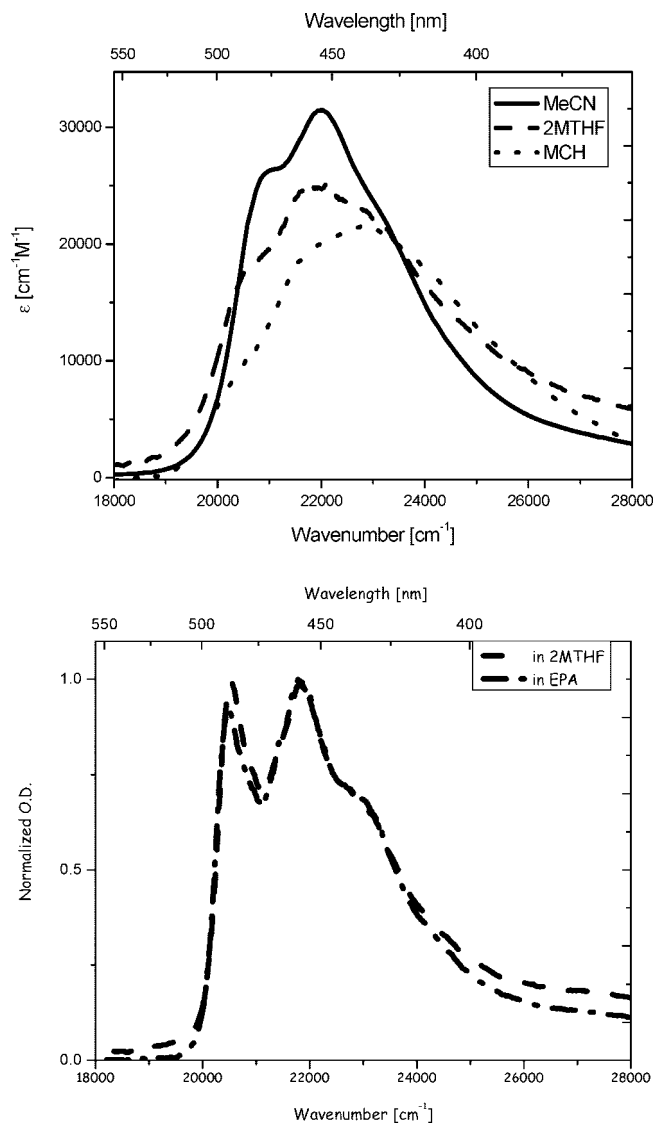 Wavelength [nm]
550 500 450 400
MeCN
2MTHF
MCH
30000
20000
10000
0
ε [cm⁻¹M⁻¹]
18000 20000 22000 24000 26000 28000
Wavenumber [cm⁻¹]
Wavelength [nm]
550 500 450 400
in 2MTHF
in EPA
1.0
0.5
0.0
Normalized O.D.
18000 20000 22000 24000 26000 28000
Wavenumber [cm⁻¹]